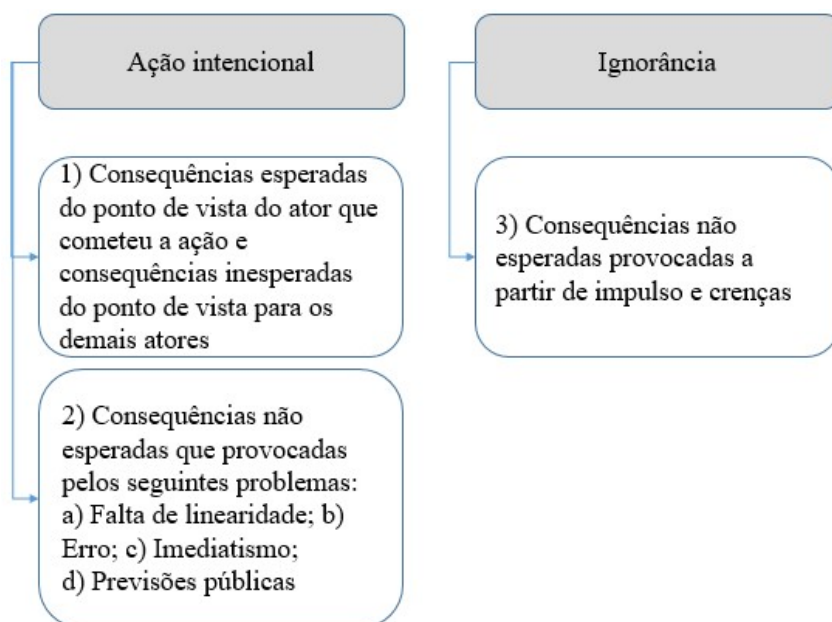 Ação intencional
1) Consequências esperadas
do ponto de vista do ator que
cometeu a ação e
consequências inesperadas
do ponto de vista para os
demais atores
2) Consequências não
esperadas que provocadas
pelos seguintes problemas:
a) Falta de linearidade; b)
Erro; c) Imediatismo;
d) Previsões públicas
Ignorância
3) Consequências não
esperadas provocadas a
partir de impulso e crenças